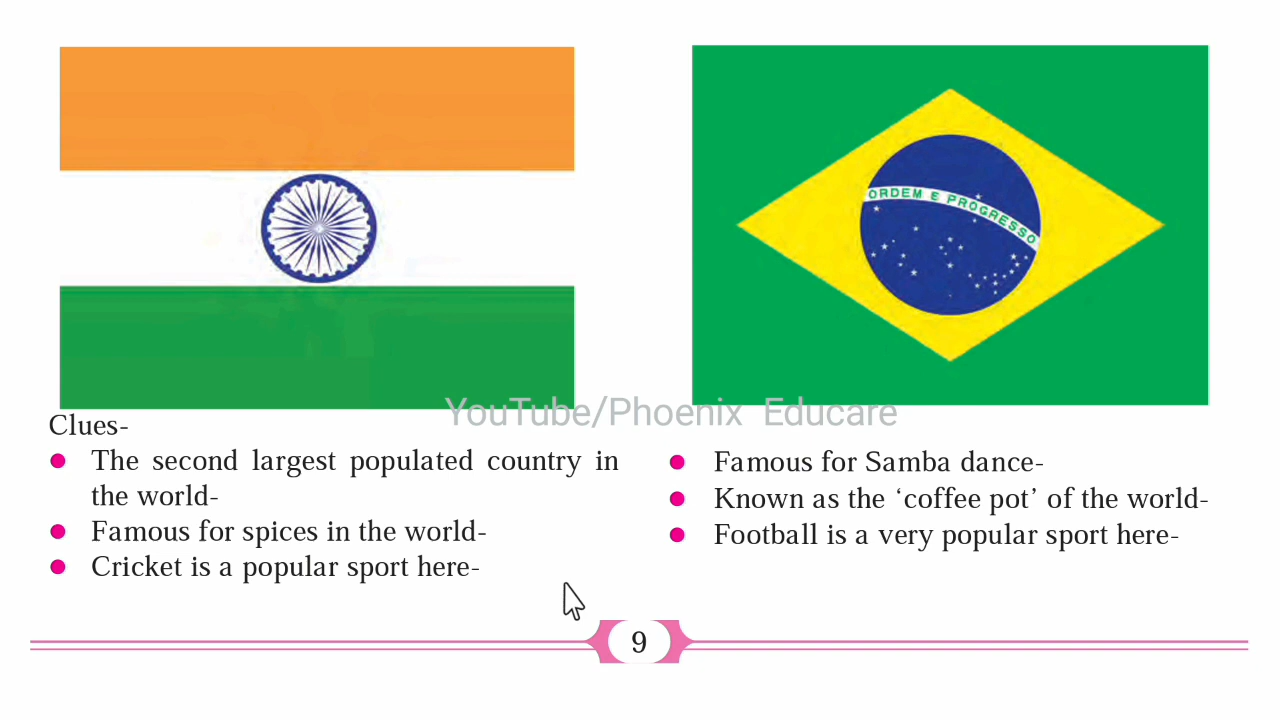 ORDEM E PROGRESSO
YouTube/Phoenix Educare
Clues-
● The second largest populated country in
the world-
● Famous for spices in the world-
● Cricket is a popular sport here-
● Famous for Samba dance-
● Known as the ‘coffee pot’ of the world-
● Football is a very popular sport here-
9